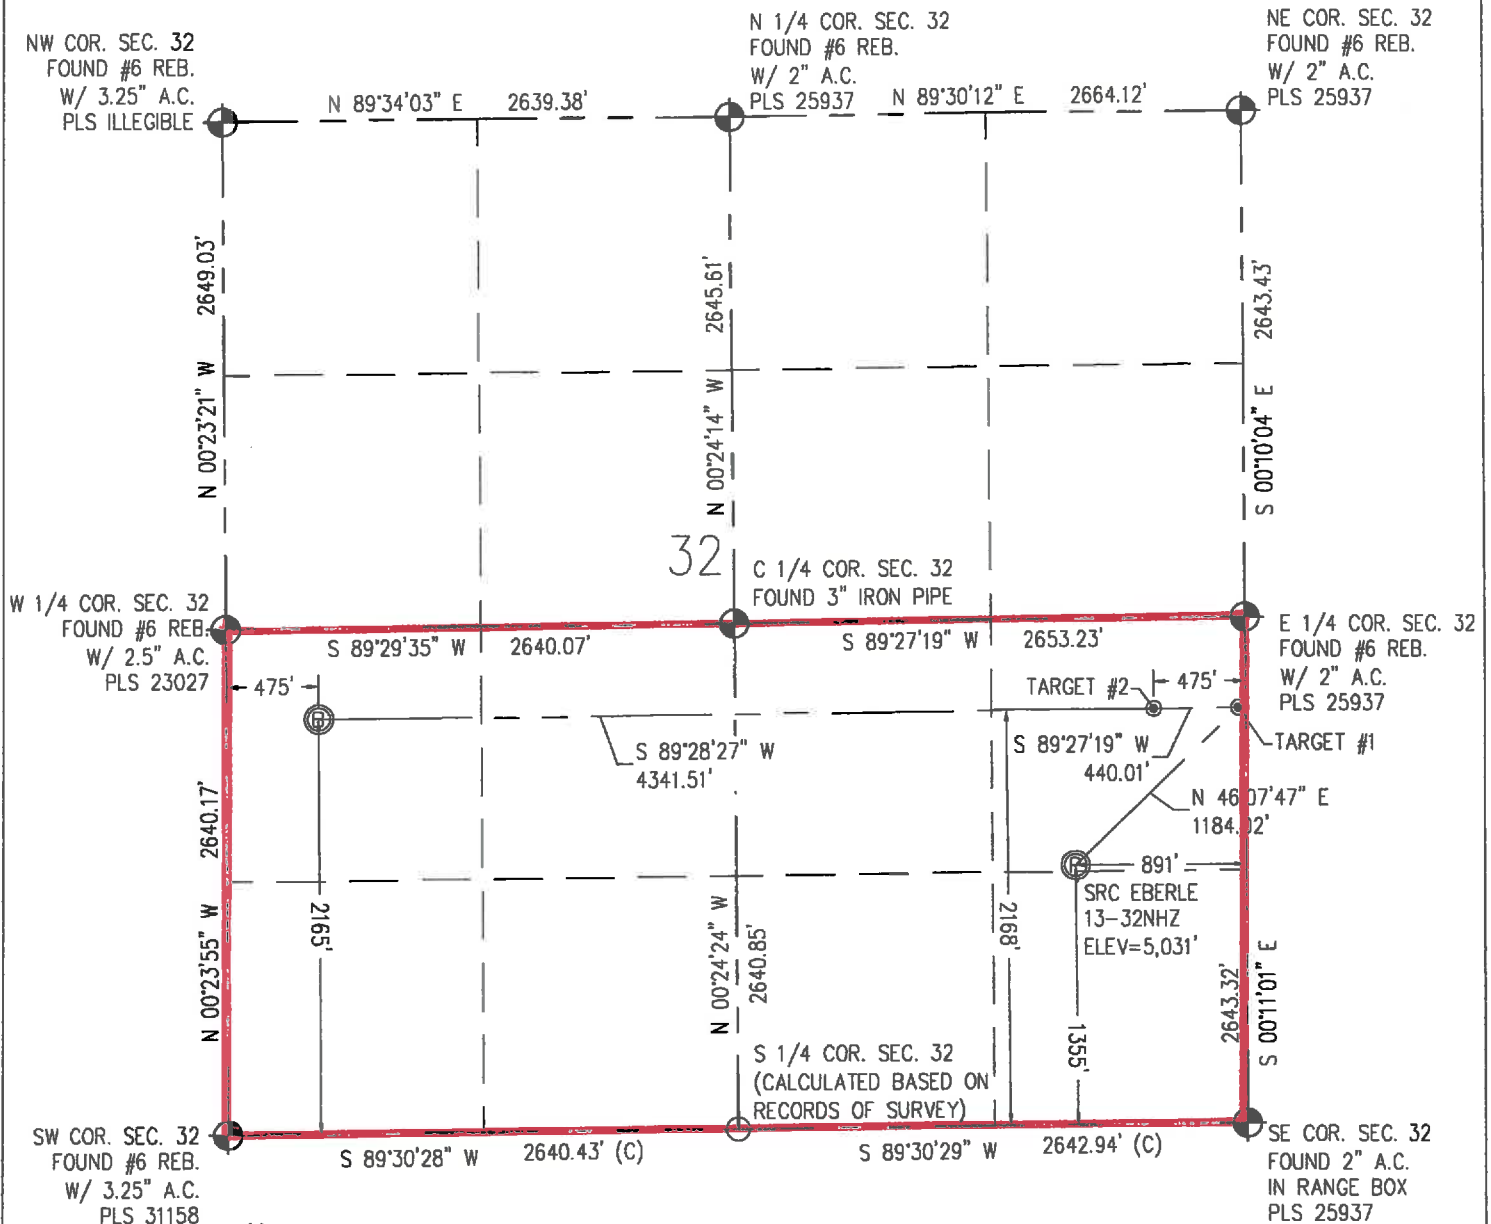 NW COR. SEC. 32
FOUND #6 REB.
W/ 3.25" A.C.
PLS ILLEGIBLE
N 1/4 COR. SEC. 32
FOUND #6 REB.
W/ 2" A.C.
PLS 25937
NE COR. SEC. 32
FOUND #6 REB.
W/ 2" A.C.
PLS 25937
N 89°34'03" E 2639.38'
N 89°30'12" E 2664.12'
N 00°23'21" W 2649.03'
N 00°24'14" W 2645.61'
S 00°10'04" E 2643.43'
32
C 1/4 COR. SEC. 32
FOUND 3" IRON PIPE
W 1/4 COR. SEC. 32
FOUND #6 REB.
W/ 2.5" A.C.
PLS 23027
E 1/4 COR. SEC. 32
FOUND #6 REB.
W/ 2" A.C.
PLS 25937
S 89°29'35" W 2640.07'
S 89°27'19" W 2653.23'
475'
TARGET #2
475'
TARGET #1
S 89°28'27" W
4341.51'
S 89°27'19" W
440.01'
N 46°07'47" E
1184.02'
891'
SRC EBERLE
13-32NHZ
ELEV=5,031'
N 00°23'55" W 2640.17'
2165'
N 00°24'24" W
2640.85'
2168'
1355'
2643.32'
S 00°11'01" E
S 1/4 COR. SEC. 32
(CALCULATED BASED ON
RECORDS OF SURVEY)
SW COR. SEC. 32
FOUND #6 REB.
W/ 3.25" A.C.
PLS 31158
S 89°30'28" W 2640.43' (C)
S 89°30'29" W 2642.94' (C)
SE COR. SEC. 32
FOUND 2" A.C.
IN RANGE BOX
PLS 25937